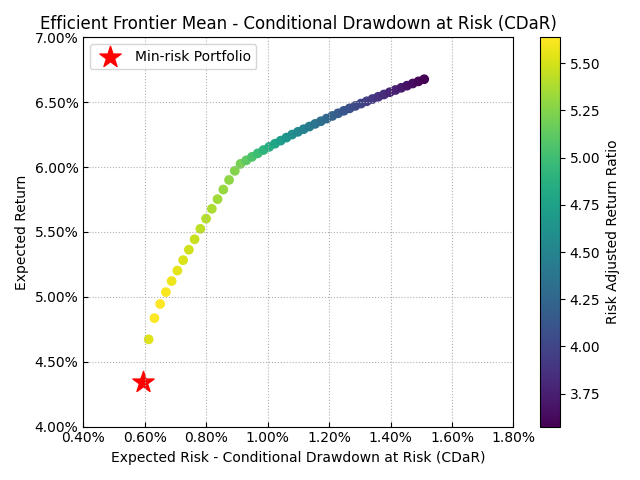 Efficient Frontier Mean - Conditional Drawdown at Risk (CDaR)
7.00%
6.50%
6.00%
5.50%
5.00%
4.50%
4.00%
Expected Return
Min-risk Portfolio
0.40% 0.60% 0.80% 1.00% 1.20% 1.40% 1.60% 1.80%
Expected Risk - Conditional Drawdown at Risk (CDaR)
5.50
5.25
5.00
4.75
4.50
4.25
4.00
3.75
Risk Adjusted Return Ratio